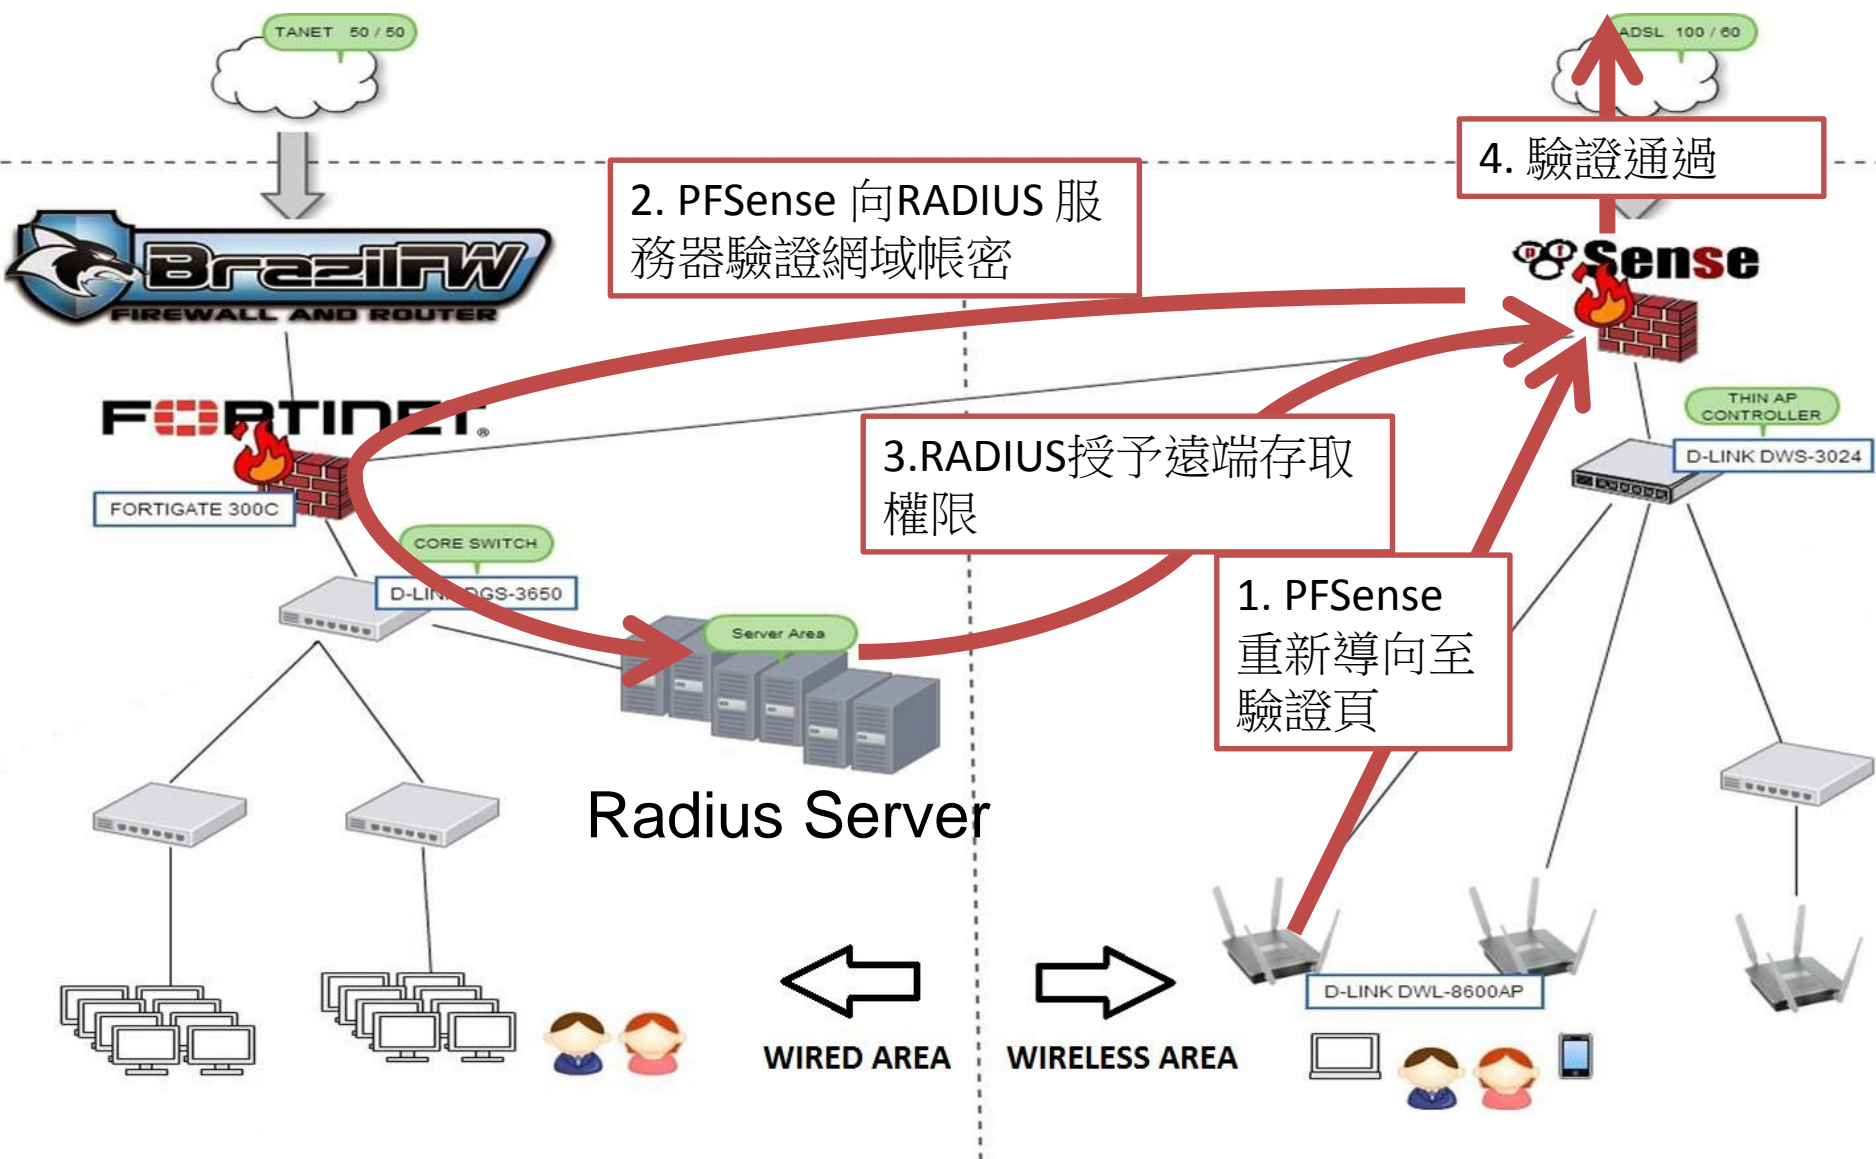 TANET 50 / 50
ADSL 100 / 60
4. 驗證通過
2. PFSense 向RADIUS 服
務器驗證網域帳密
BrazilFW
FIREWALL AND ROUTER
pf Sense
FORTINET®
THIN AP
CONTROLLER
D-LINK DWS-3024
3.RADIUS授予遠端存取
權限
FORTIGATE 300C
CORE SWITCH
D-LINK DGS-3650
1. PFSense
重新導向至
驗證頁
Server Area
Radius Server
D-LINK DWL-8600AP
WIRED AREA
WIRELESS AREA